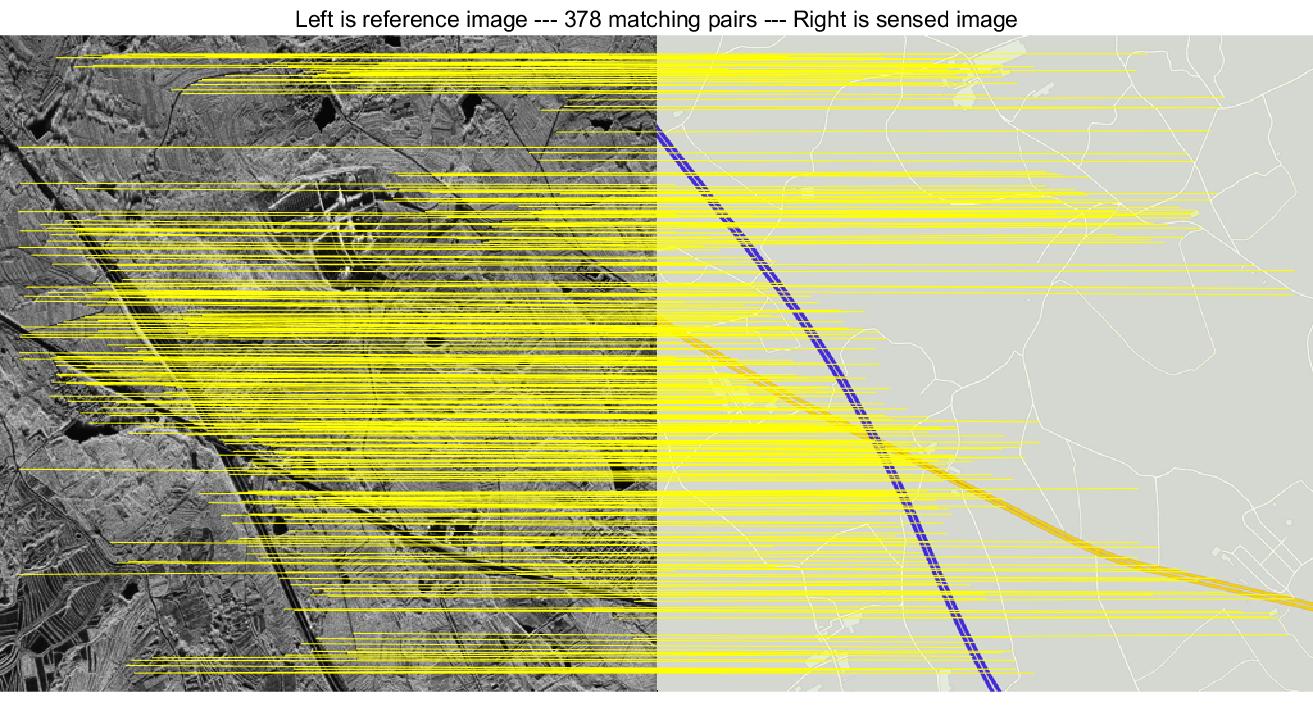 Left is reference image --- 378 matching pairs --- Right is sensed image